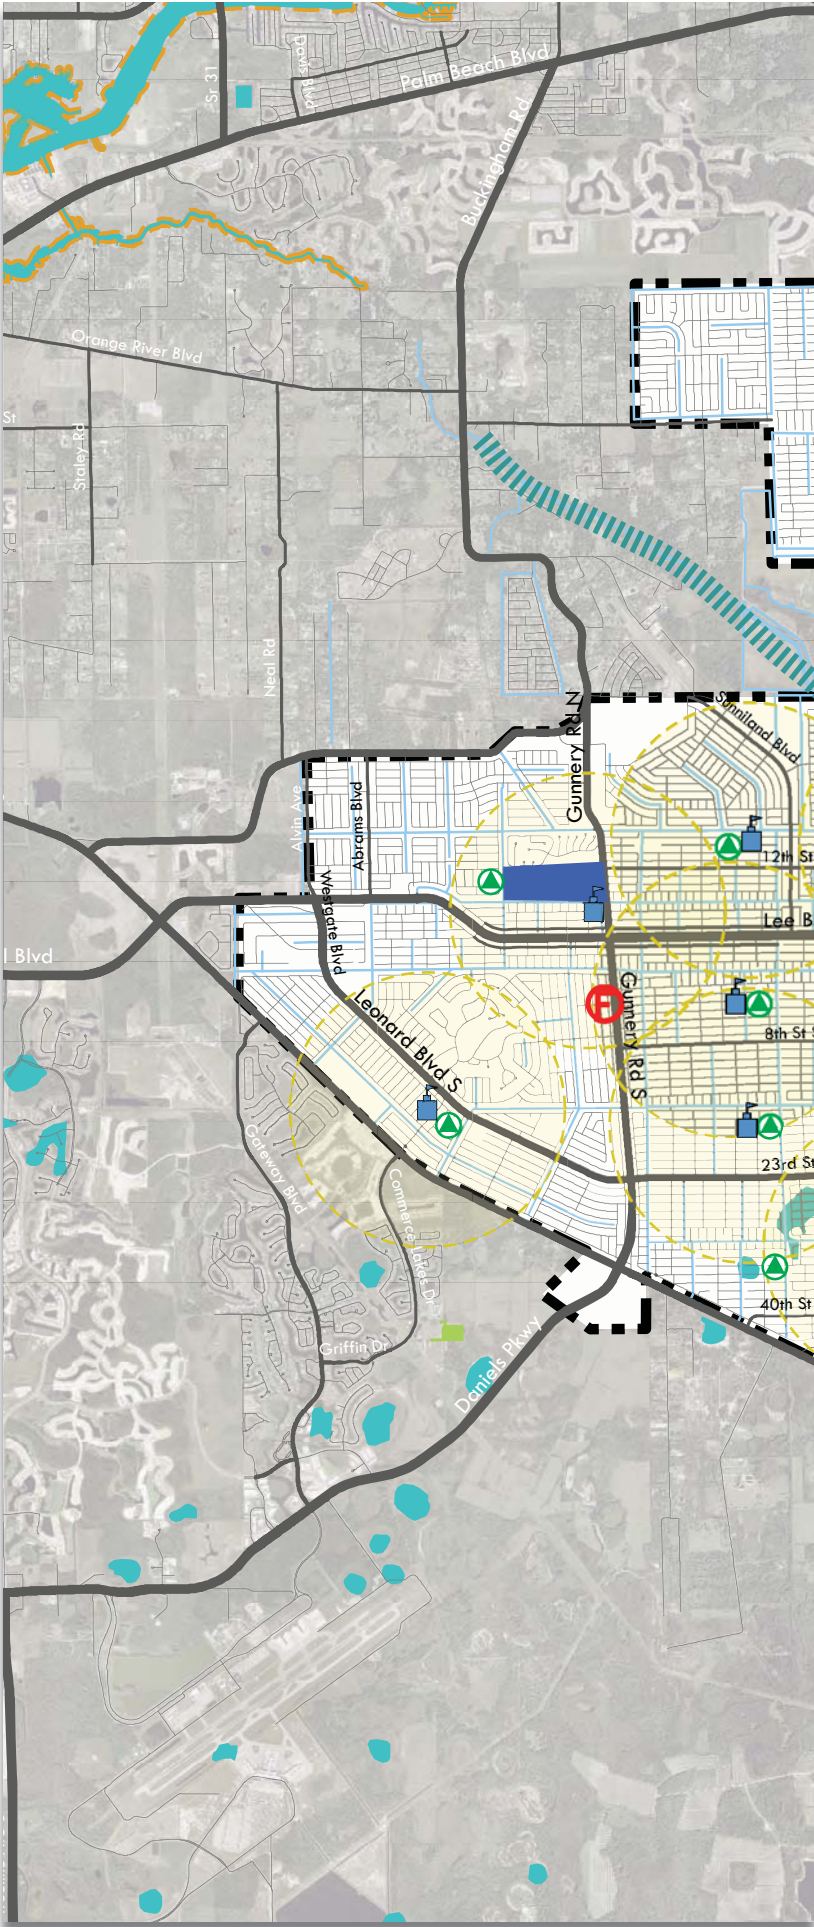 Sr 31
Davis Blvd
Palm Beach Blvd
Buckingham Rd
Orange River Blvd
St
Staley Rd
Neal Rd
Gunnery Rd N
Sunniland Blvd
Alvin Ave
Abrams Blvd
12th St
Westgate Blvd
Lee B
l Blvd
Leonard Blvd S
F
Gunnery Rd S
8th St S
Gateway Blvd
Commerce Lakes Dr
23rd St
40th St
Griffin Dr
Daniels Pkwy